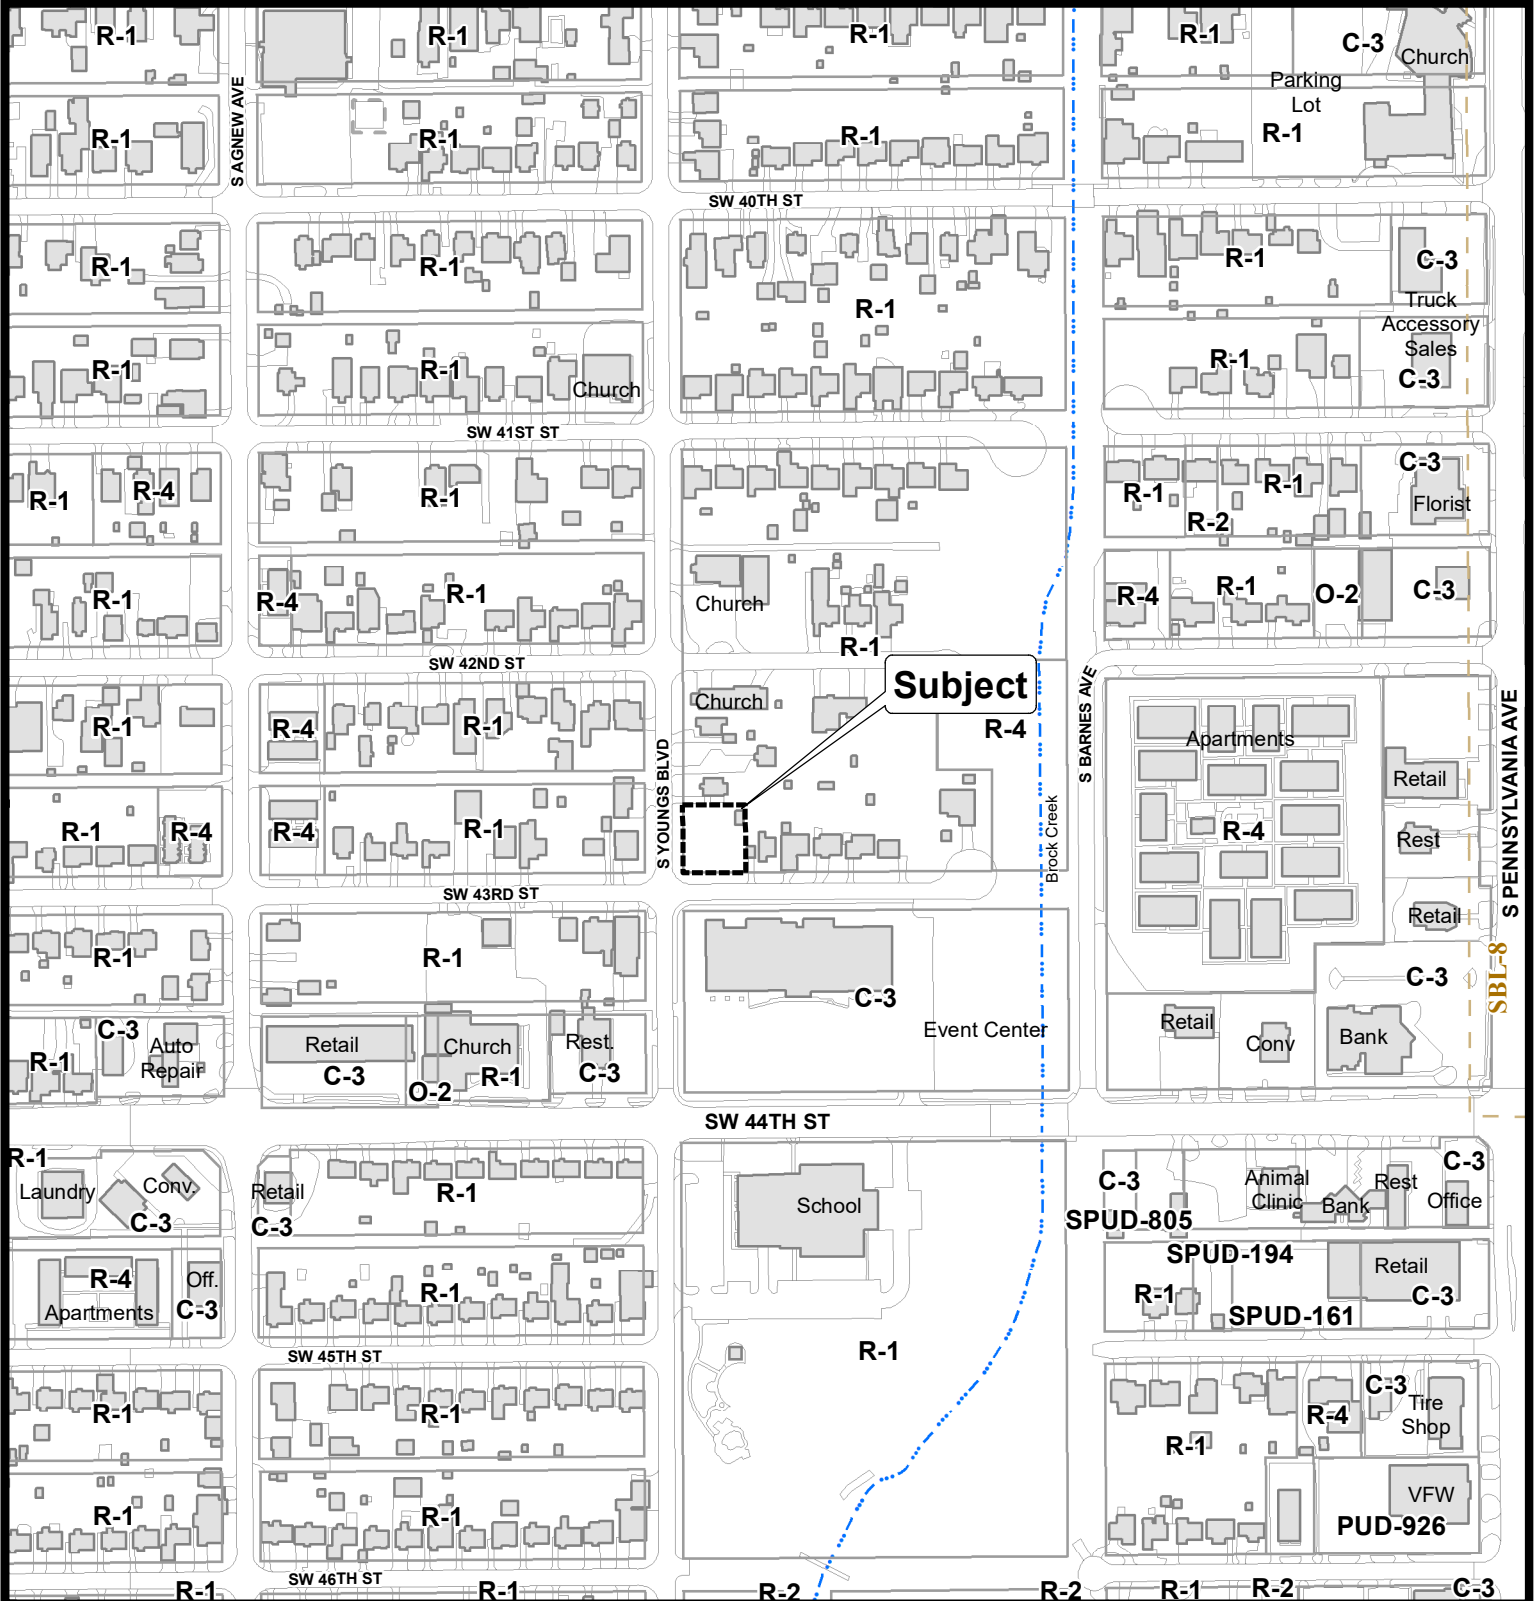 R-1
R-1
R-1
R-1
C-3
Church
Parking
Lot
S AGNEW AVE
R-1
R-1
R-1
R-1
SW 40TH ST
R-1
R-1
R-1
R-1
C-3
Truck
Accessory
Sales
C-3
R-1
R-1
Church
R-1
SW 41ST ST
R-1
R-4
R-1
R-1
R-2
R-1
C-3
Florist
R-1
R-4
R-1
Church
R-1
R-4
R-1
O-2
C-3
SW 42ND ST
Subject
R-1
R-4
R-1
Church
R-4
S YOUNGS BLVD
S BARNES AVE
Apartments
Retail
S PENNSYLVANIA AVE
R-1
R-4
R-4
R-1
Brock Creek
R-4
Rest
SW 43RD ST
Retail
R-1
R-1
C-3
Event Center
C-3
SBL-8
R-1
C-3
Auto
Repair
Retail
C-3
O-2
Church
R-1
Rest.
C-3
Retail
Conv
Bank
SW 44TH ST
R-1
Laundry
Conv.
C-3
Retail
C-3
R-1
School
C-3
SPUD-805
Animal
Clinic
Bank
Rest
C-3
Office
R-4
Apartments
Off.
C-3
R-1
SPUD-194
R-1
SPUD-161
Retail
C-3
SW 45TH ST
R-1
R-1
R-1
R-1
R-4
C-3
Tire
Shop
R-1
R-1
VFW
PUD-926
SW 46TH ST
R-1
R-1
R-2
R-2
R-1
R-2
C-3